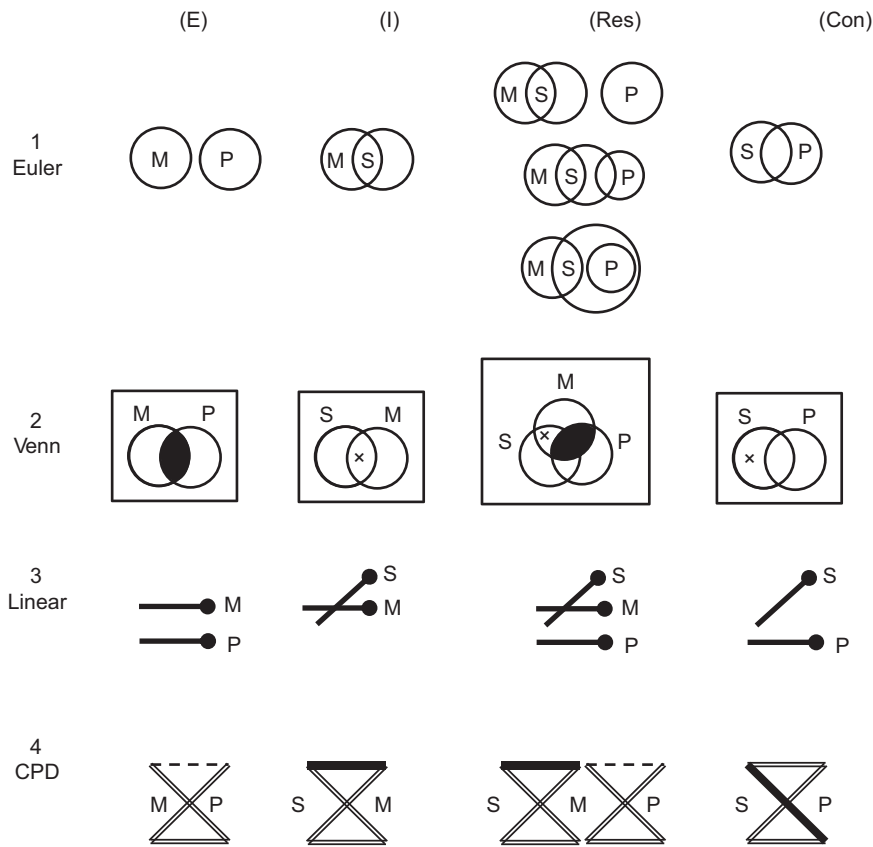 (E) (I) (Res) (Con)
M S P
1
Euler
M P M S M S P S P
M S P
2
Venn
M
M P S M S P S P
×
× × ×
3
Linear
S S S
M M M
P P P
4
CPD
M P S M S M P S P